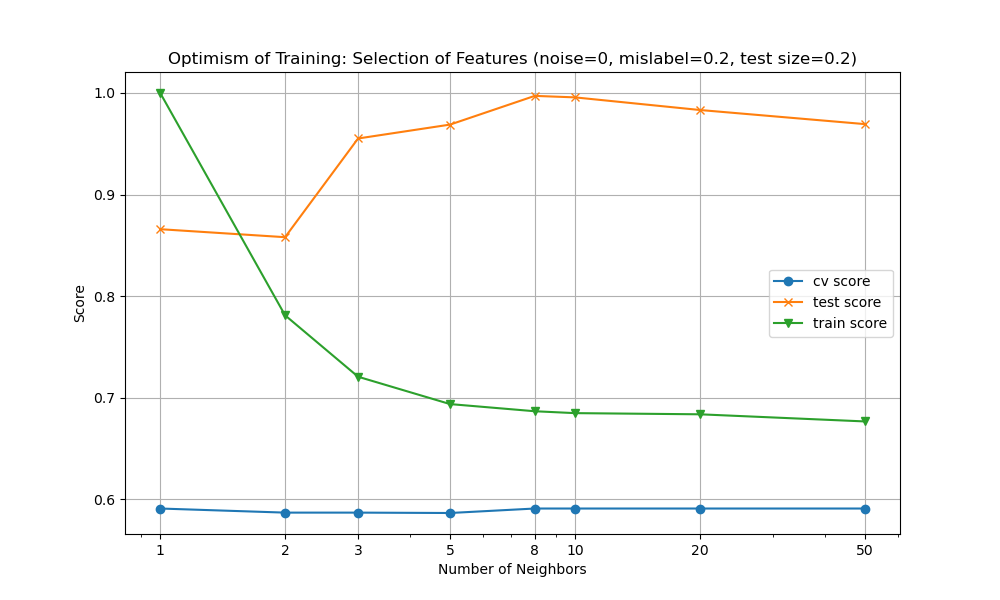 Optimism of Training: Selection of Features (noise=0, mislabel=0.2, test size=0.2)
1.0
0.9
0.8
0.7
0.6
Score
cv score
test score
train score
1 2 3 5 8 10 20 50
Number of Neighbors